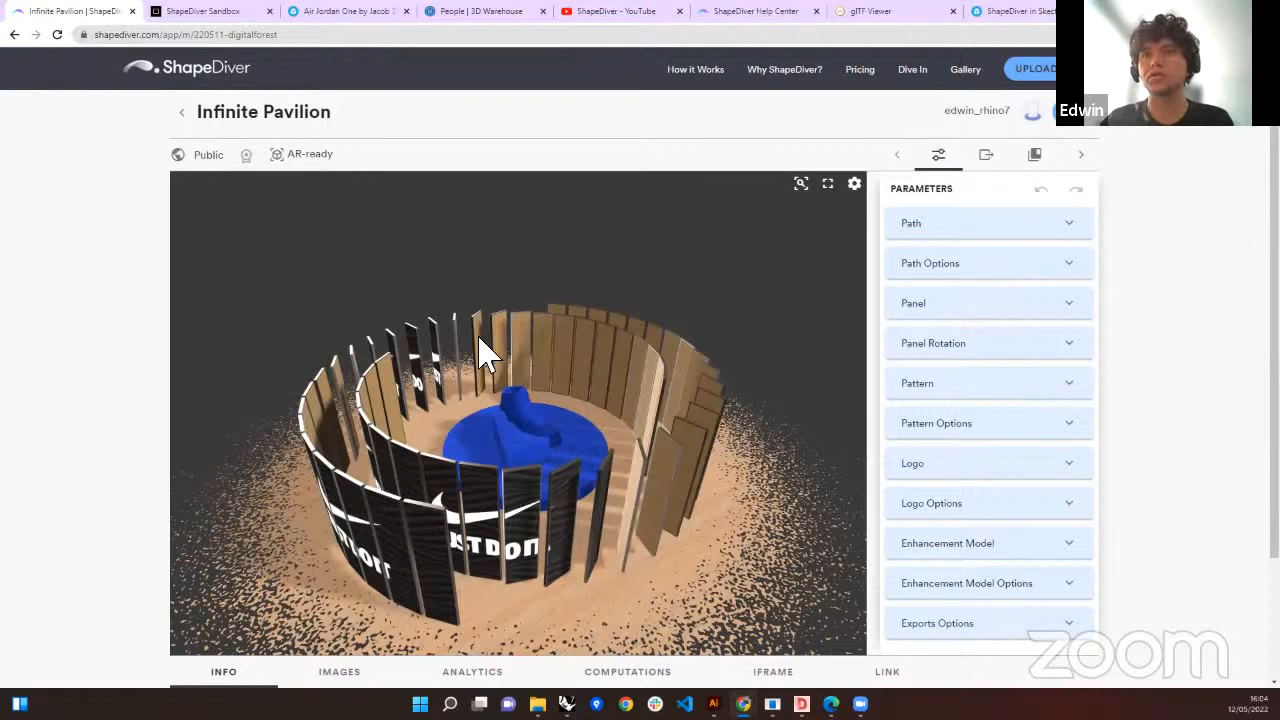 Infinite Pavilion | ShapeDi
ShapeDiver Sandbox
Air Jordan One by Jacob
People | 3D Warehouse
ShapeDiver - YouTube
ShapeDiver Help Center
glTF Viewer
ShapeDiver in Sket
shapediver.com/app/m/220511-digitalforest
ShapeDiver
How it Works
Why ShapeDiver?
Pricing
Dive In
Gallery
UPLOAD
Edwin
Infinite Pavilion
edwin_rhino7
Public
AR-ready
PARAMETERS
Path
Path Options
Panel
Panel Rotation
Pattern
Pattern Options
Logo
Logo Options
Enhancement Model
Enhancement Model Options
Exports Options
zoom
INFO
IMAGES
ANALYTICS
COMPUTATIONS
IFRAME
LINK
16:04
12/05/2022